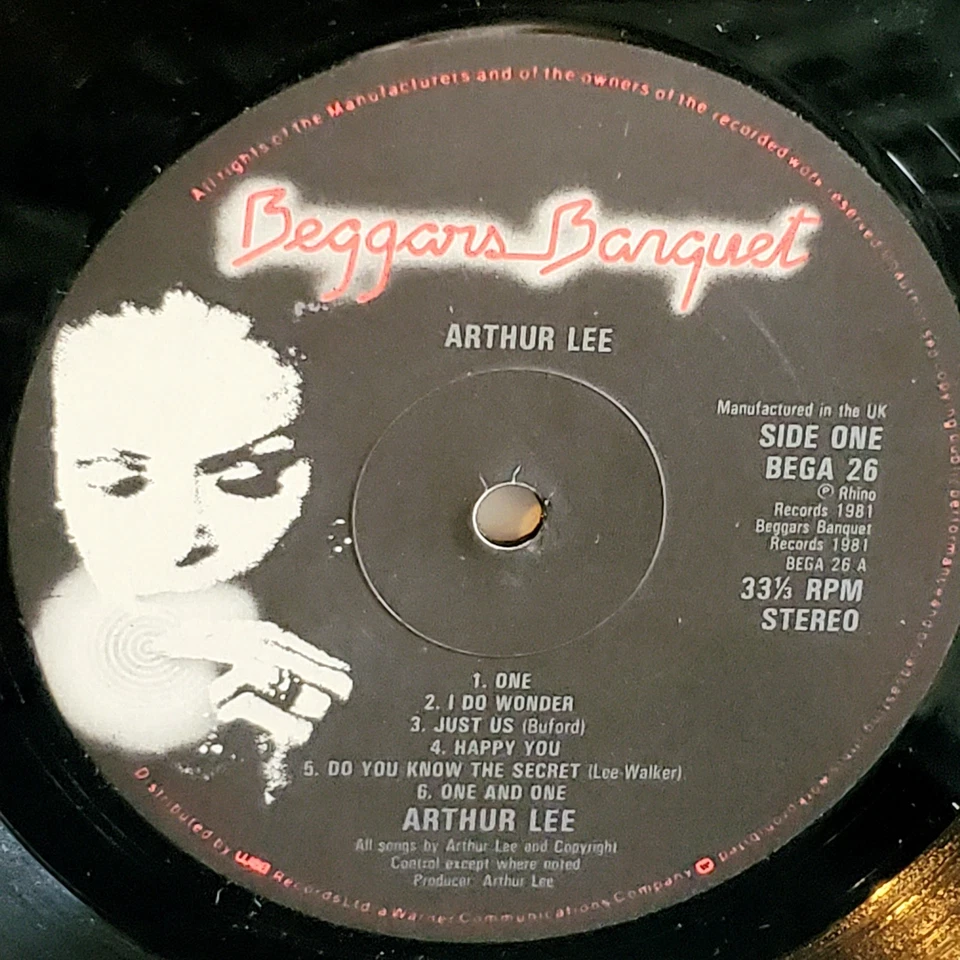 All rights of the Manufacturers and of the owners of the recorded work reserved
Beggars Banquet
ARTHUR LEE
Manufactured in the UK
SIDE ONE
BEGA 26
℗ Rhino
Records 1981
Beggars Banquet
Records 1981
BEGA 26 A
33⅓ RPM
STEREO
1. ONE
2. I DO WONDER
3. JUST US (Buford)
4. HAPPY YOU
5. DO YOU KNOW THE SECRET (Lee-Walker)
6. ONE AND ONE
ARTHUR LEE
All songs by Arthur Lee and Copyright
Control except where noted
Producer: Arthur Lee
Distributed by wea Records Ltd. a Warner Communications Company